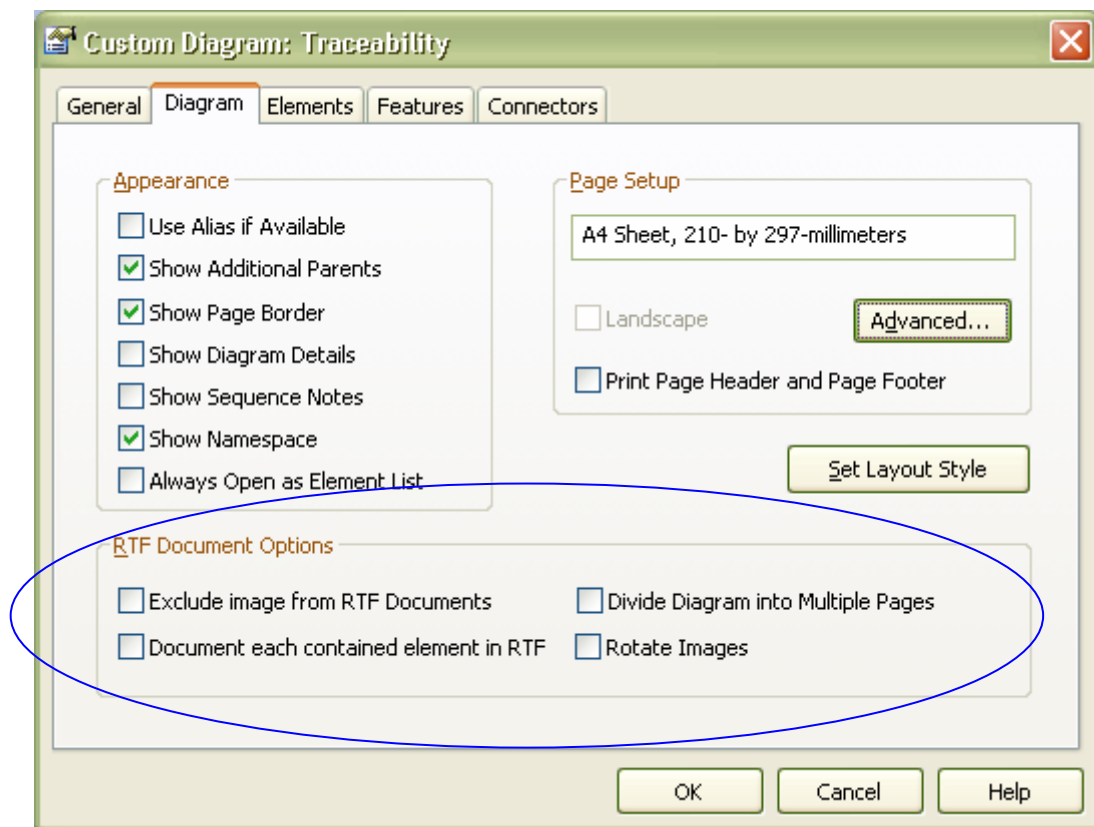 Custom Diagram: Traceability
General Diagram Elements Features Connectors
Appearance
Use Alias if Available
Show Additional Parents
Show Page Border
Show Diagram Details
Show Sequence Notes
Show Namespace
Always Open as Element List
Page Setup
A4 Sheet, 210- by 297-millimeters
Landscape
Advanced...
Print Page Header and Page Footer
Set Layout Style
RTF Document Options
Exclude image from RTF Documents
Divide Diagram into Multiple Pages
Document each contained element in RTF
Rotate Images
OK Cancel Help